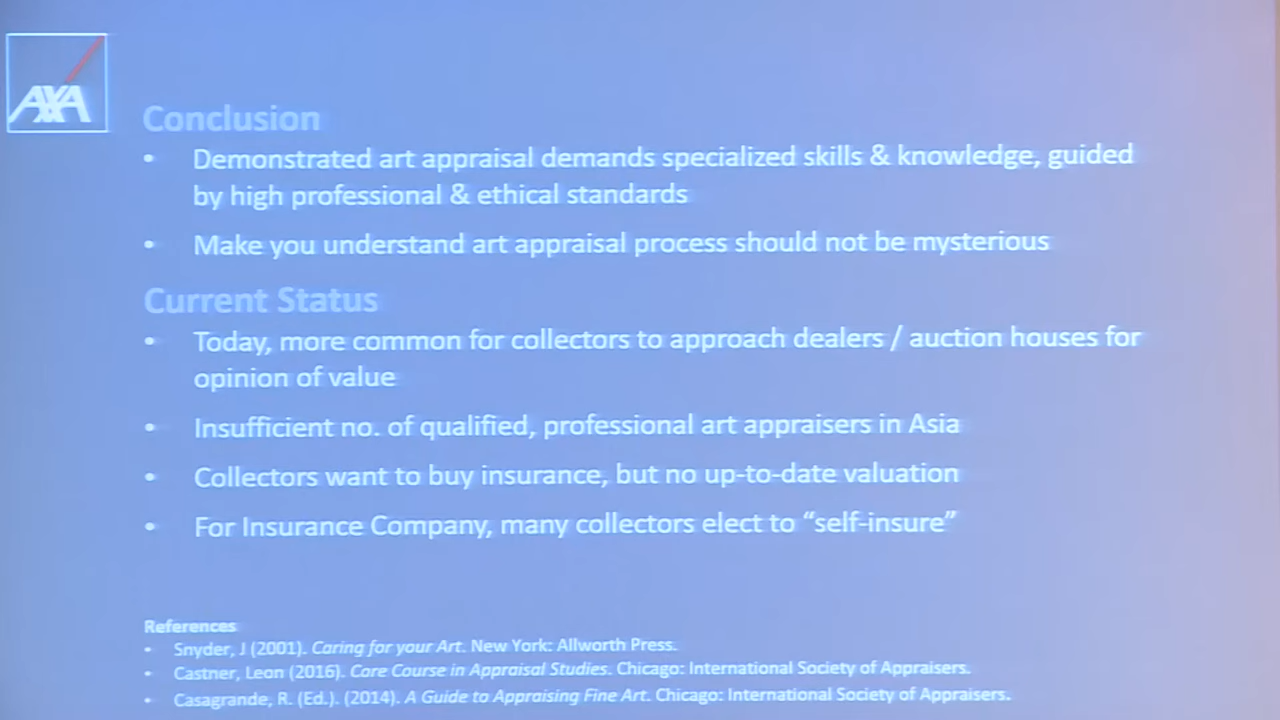 AXA
Conclusion
• Demonstrated art appraisal demands specialized skills & knowledge, guided
by high professional & ethical standards
• Make you understand art appraisal process should not be mysterious
Current Status
• Today, more common for collectors to approach dealers / auction houses for
opinion of value
• Insufficient no. of qualified, professional art appraisers in Asia
• Collectors want to buy insurance, but no up-to-date valuation
• For Insurance Company, many collectors elect to “self-insure”
References
• Snyder, J (2001). Caring for your Art. New York: Allworth Press.
• Castner, Leon (2016). Core Course in Appraisal Studies. Chicago: International Society of Appraisers.
• Casagrande, R. (Ed.). (2014). A Guide to Appraising Fine Art. Chicago: International Society of Appraisers.